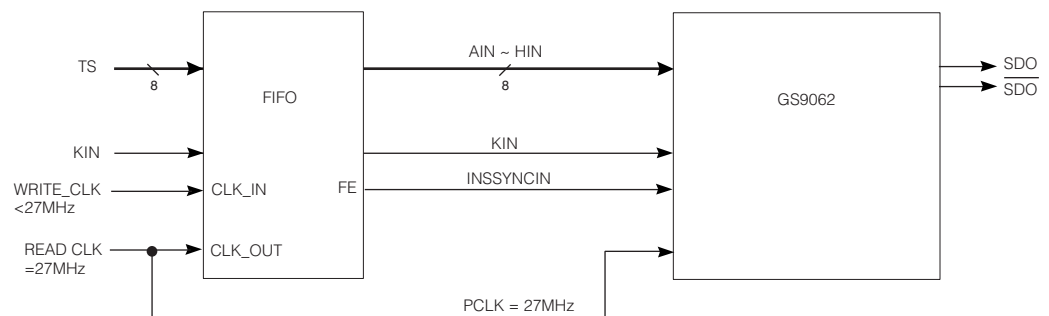 TS
8
FIFO
AIN ~ HIN
8
GS9062
SDO
SDO
KIN
KIN
WRITE_CLK
<27MHz
CLK_IN
FE
INSSYNCIN
READ CLK
=27MHz
CLK_OUT
PCLK = 27MHz